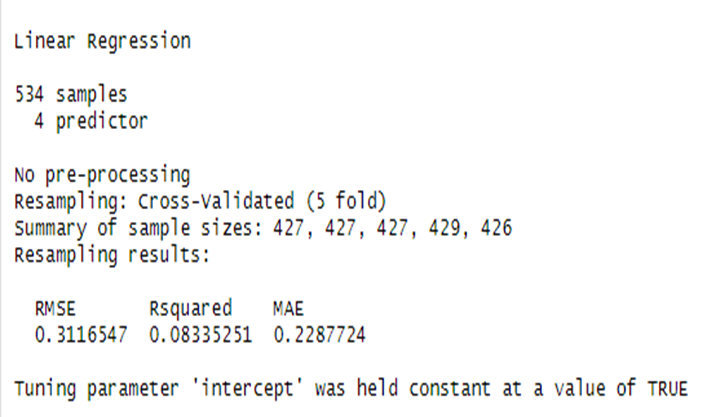 Linear Regression
534 samples
4 predictor
No pre-processing
Resampling: Cross-Validated (5 fold)
Summary of sample sizes: 427, 427, 427, 429, 426
Resampling results:
RMSE Rsquared MAE
0.3116547 0.08335251 0.2287724
Tuning parameter 'intercept' was held constant at a value of TRUE